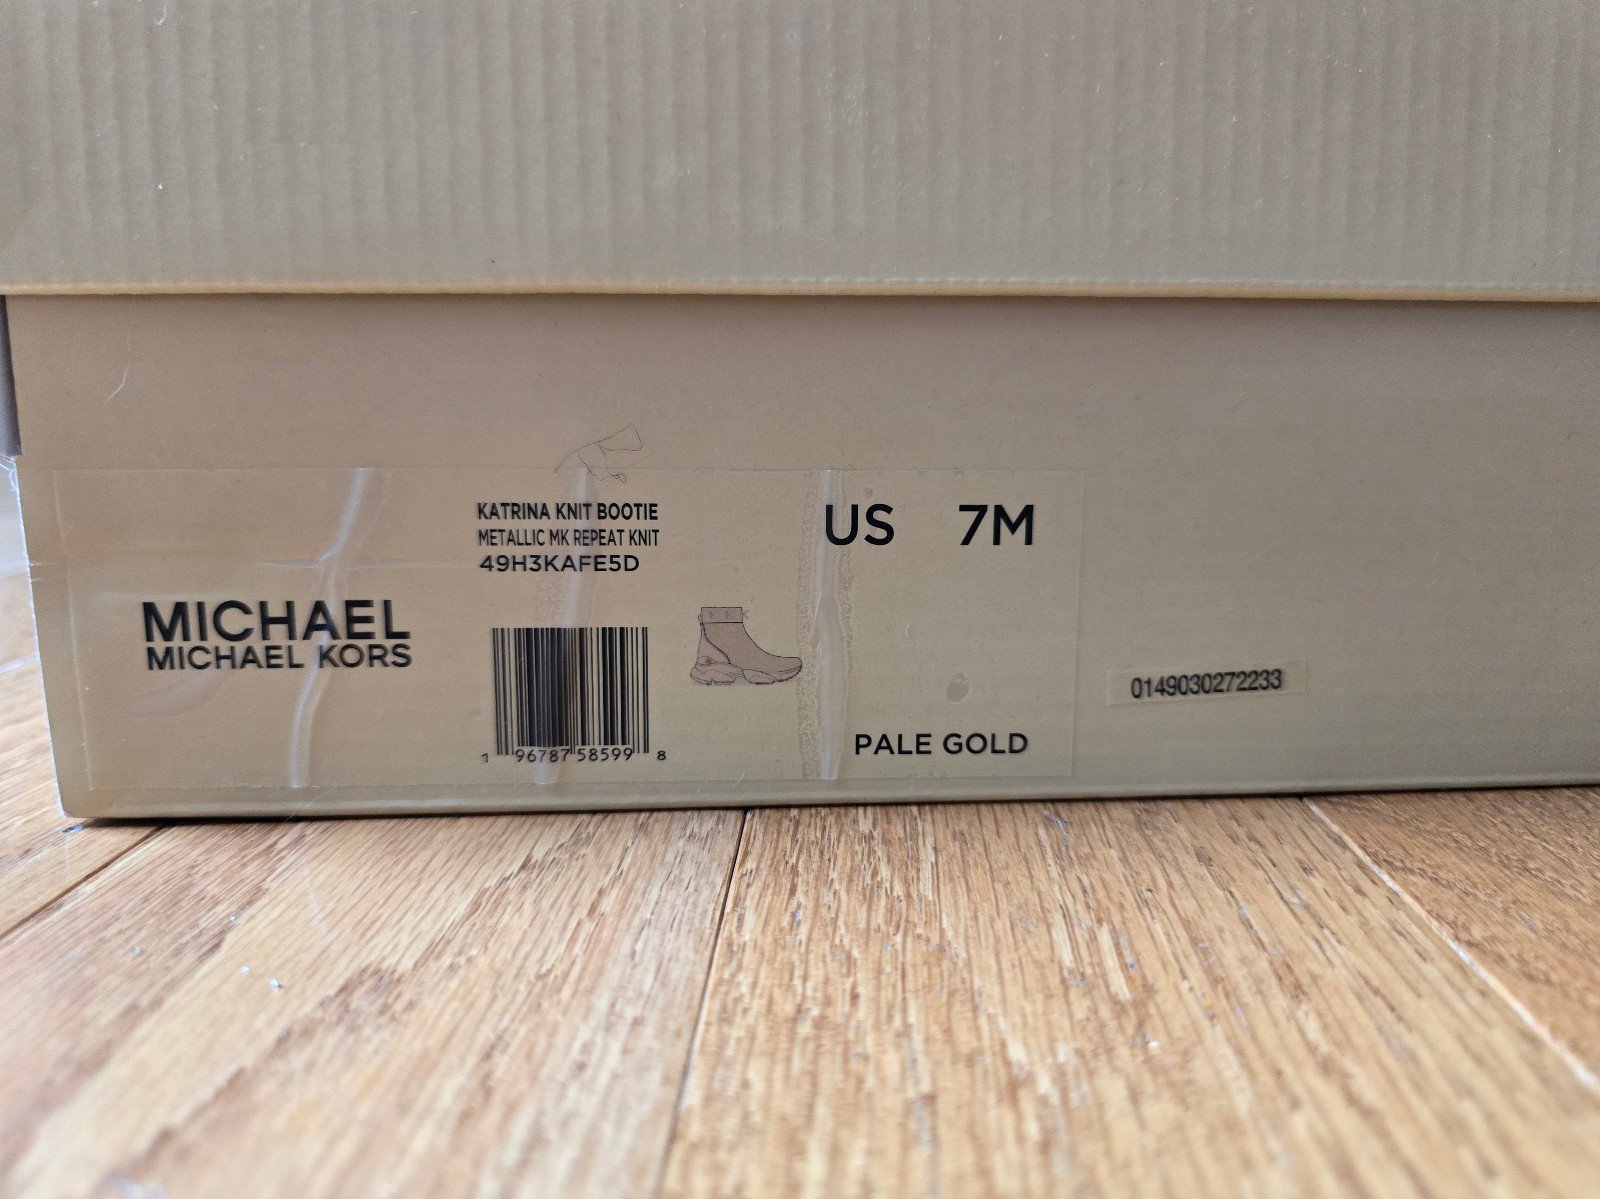 KATRINA KNIT BOOTIE
METALLIC MK REPEAT KNIT
49H3KAFE5D
US 7M
MICHAEL
MICHAEL KORS
1 96787 58599 8
PALE GOLD
0149030272233